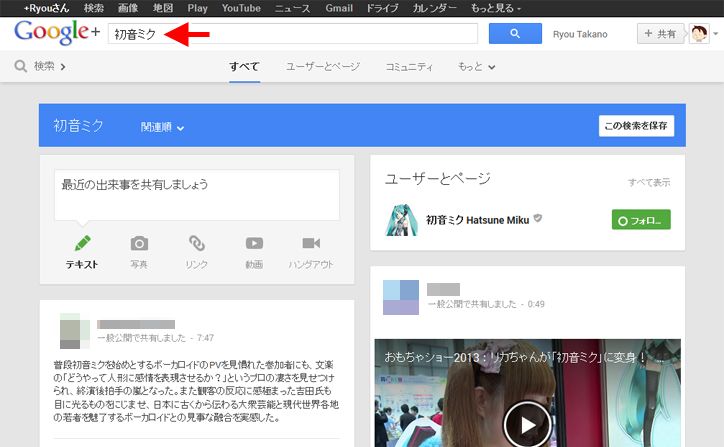 +Ryouさん 検索 画像 地図 Play YouTube ニュース Gmail ドライブ カレンダー もっと見る
Google+ 初音ミク Ryou Takano + 共有
検索 すべて ユーザーとページ コミュニティ もっと
初音ミク 関連順 この検索を保存
最近の出来事を共有しましょう
テキスト 写真 リンク 動画 ハングアウト
一般公開で共有しました - 7:47
普段初音ミクを始めとするボーカロイドのPVを見慣れた参加者にも、文楽
の「どうやって人形に感情を表現させるか？」というプロの凄さを見せつけ
られ、終演後拍手の嵐となった。また観客の反応に感極まった吉田氏も
目に光るものをにじませ、日本に古くから伝わる大衆芸能と現代世界各地
の若者を魅了するボーカロイドとの見事な融合を実感した。
ユーザーとページ すべて表示
初音ミク Hatsune Miku フォロ...
一般公開で共有しました - 0:49
おもちゃショー2013：リカちゃんが「初音ミク」に変身！ ...